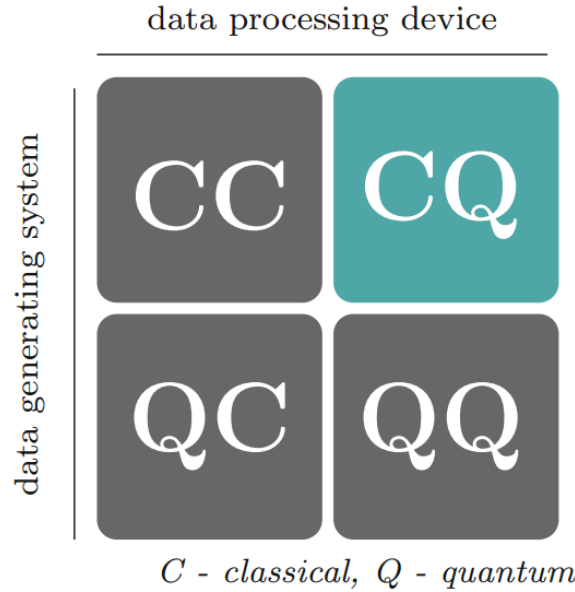 data processing device
data generating system
CC CQ
QC QQ
C - classical, Q - quantum